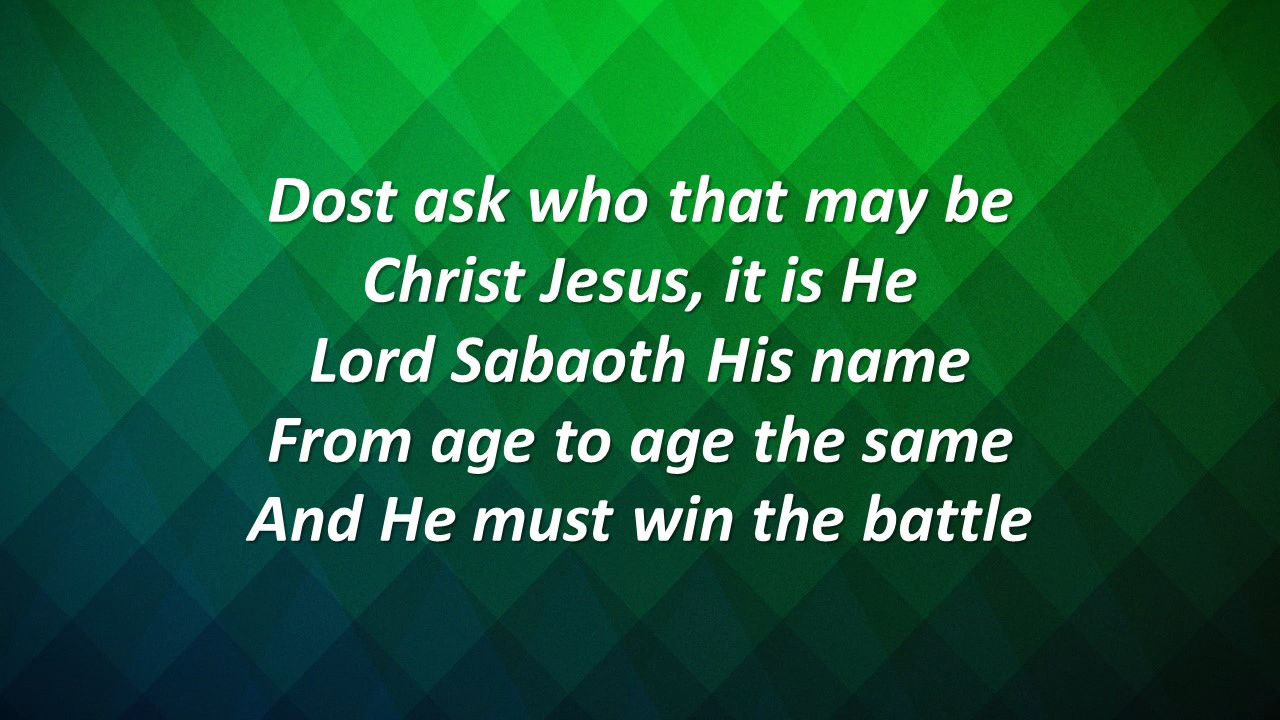 Dost ask who that may be
Christ Jesus, it is He
Lord Sabaoth His name
From age to age the same
And He must win the battle